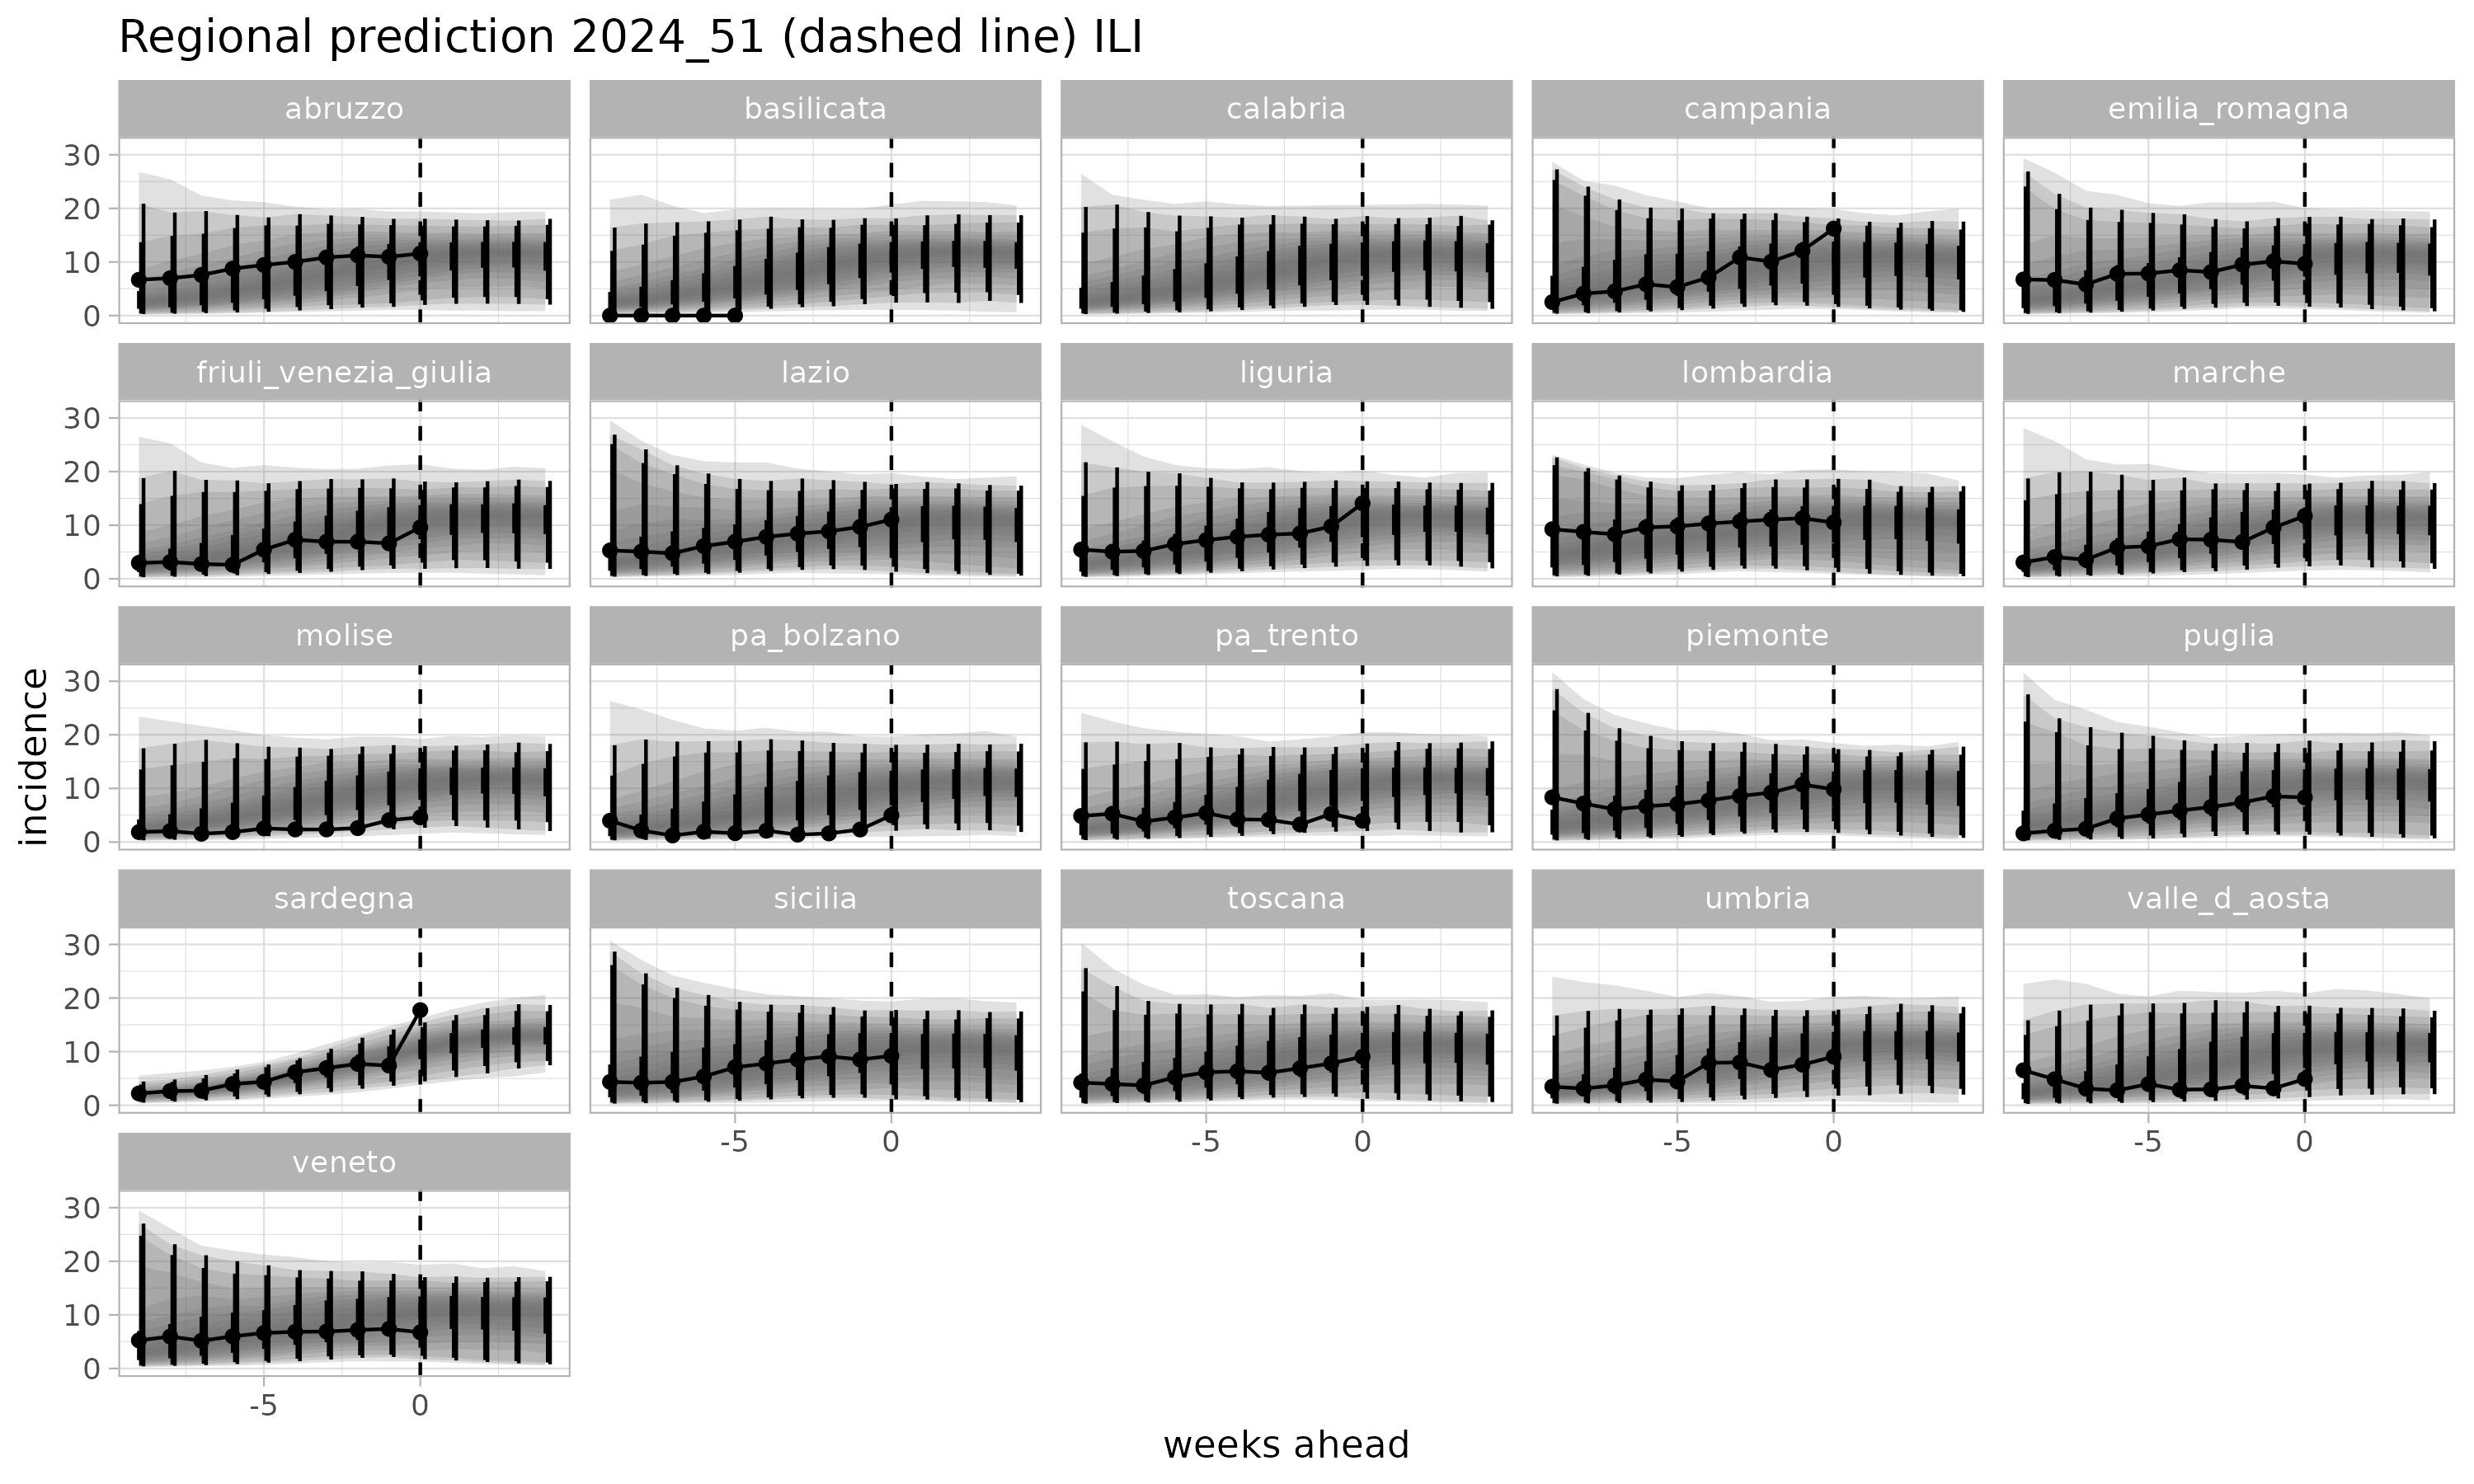 Regional prediction 2024_51 (dashed line) ILI
abruzzo basilicata calabria campania emilia_romagna
30
20
10
0
friuli_venezia_giulia lazio liguria lombardia marche
30
20
10
0
molise pa_bolzano pa_trento piemonte puglia
30
20
10
0
incidence
sardegna sicilia toscana umbria valle_d_aosta
30
20
10
0
-5 0 -5 0 -5 0 -5 0
veneto
30
20
10
0
-5 0
weeks ahead